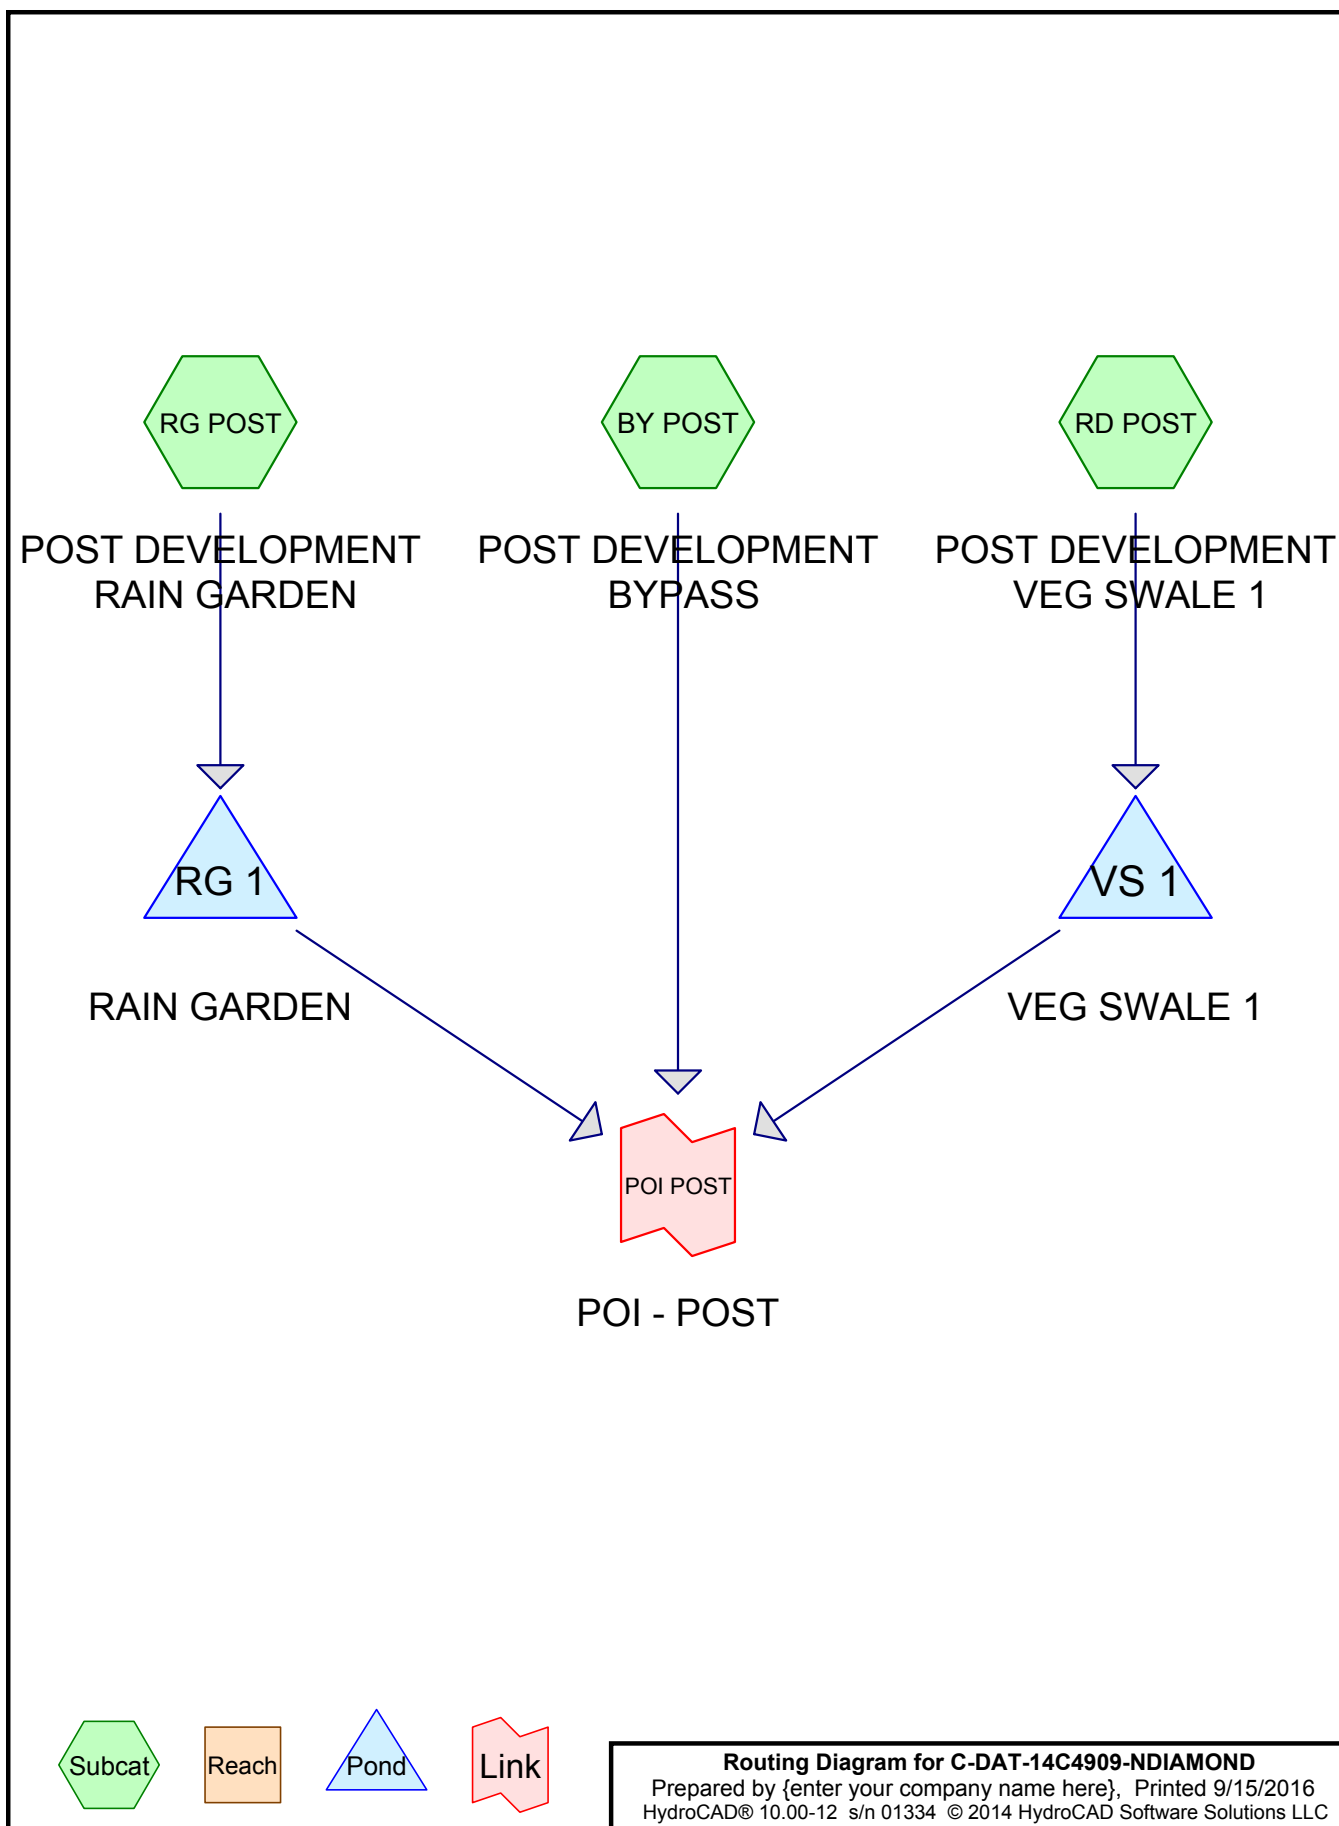 RG POST
BY POST
RD POST
POST DEVELOPMENT
RAIN GARDEN
POST DEVELOPMENT
BYPASS
POST DEVELOPMENT
VEG SWALE 1
RG 1
VS 1
RAIN GARDEN
VEG SWALE 1
POI POST
POI - POST
Subcat
Reach
Pond
Link
Routing Diagram for C-DAT-14C4909-NDIAMOND
Prepared by {enter your company name here}, Printed 9/15/2016
HydroCAD® 10.00-12 s/n 01334 © 2014 HydroCAD Software Solutions LLC